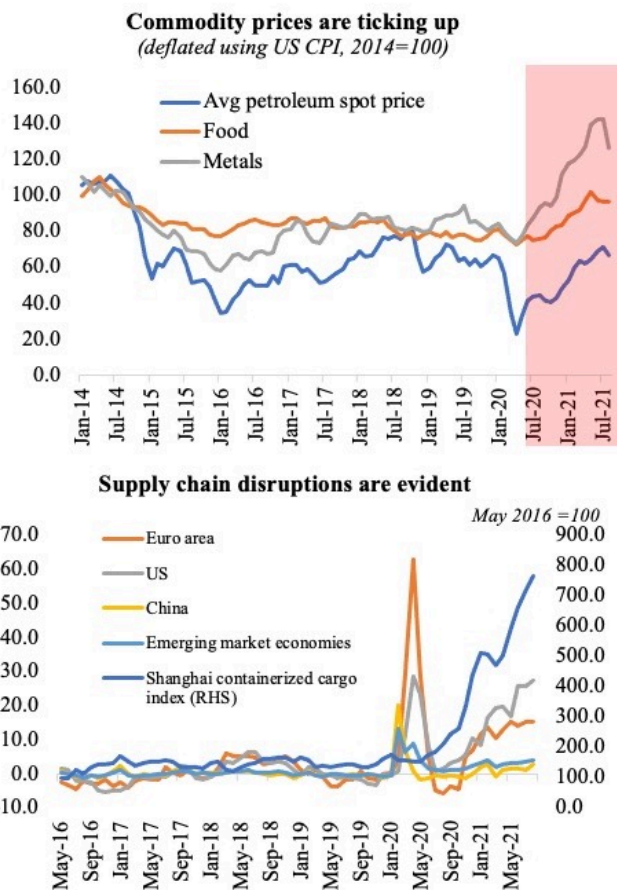 Commodity prices are ticking up
(deflated using US CPI, 2014=100)
160.0
140.0
120.0
100.0
80.0
60.0
40.0
20.0
0.0
Avg petroleum spot price
Food
Metals
Jan-14
Jul-14
Jan-15
Jul-15
Jan-16
Jul-16
Jan-17
Jul-17
Jan-18
Jul-18
Jan-19
Jul-19
Jan-20
Jul-20
Jan-21
Jul-21
Supply chain disruptions are evident
May 2016 =100
70.0
60.0
50.0
40.0
30.0
20.0
10.0
0.0
10.0
Euro area
US
China
Emerging market economies
Shanghai containerized cargo
index (RHS)
900.0
800.0
700.0
600.0
500.0
400.0
300.0
200.0
100.0
0.0
May-16
Sep-16
Jan-17
May-17
Sep-17
Jan-18
May-18
Sep-18
Jan-19
May-19
Sep-19
Jan-20
May-20
Sep-20
Jan-21
May-21